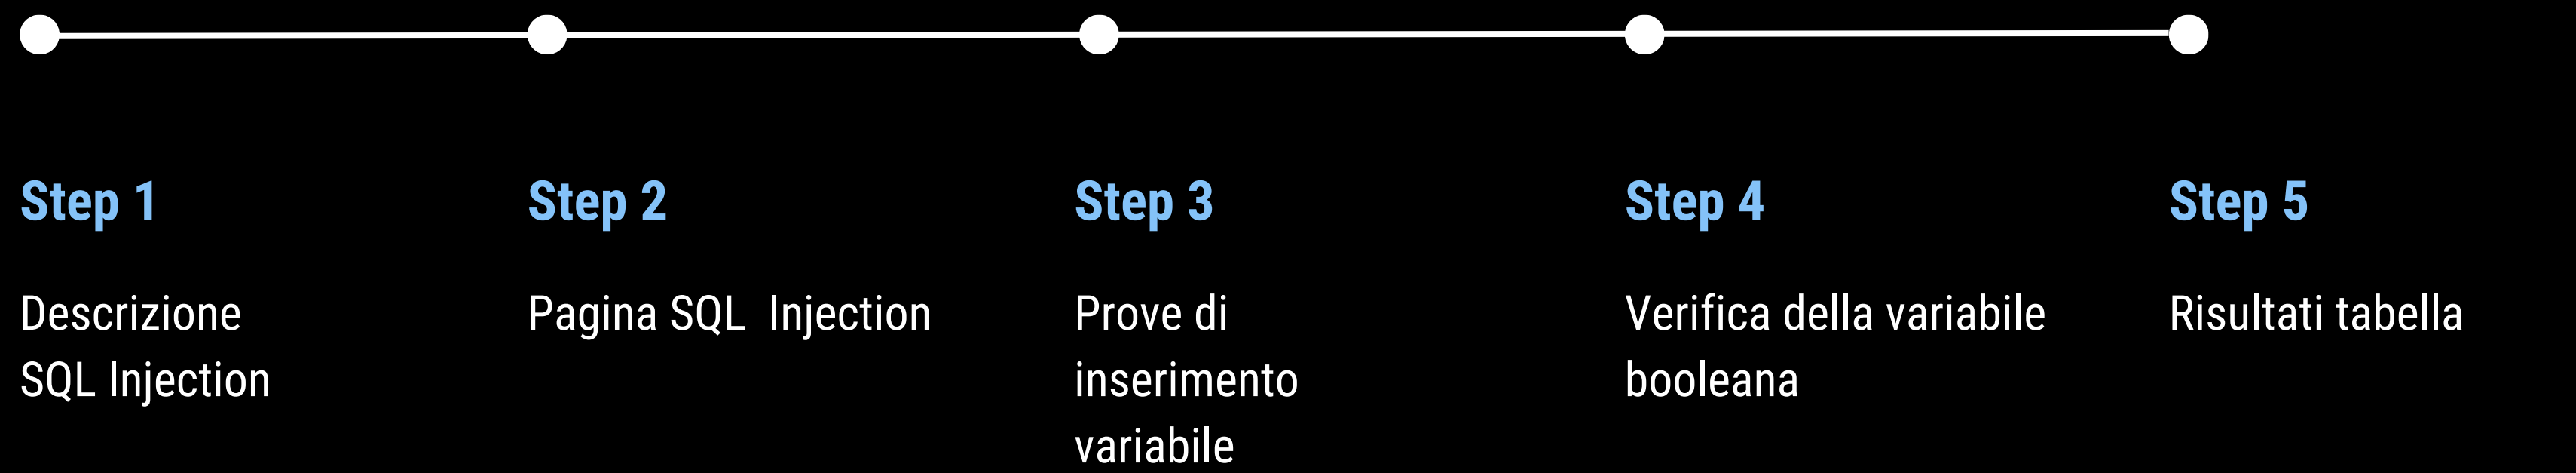 Step 1
Descrizione
SQL Injection
Step 2
Pagina SQL  Injection
Step 3
Prove di
inserimento
variabile
Step 4
Verifica della variabile
booleana
Step 5
Risultati tabella